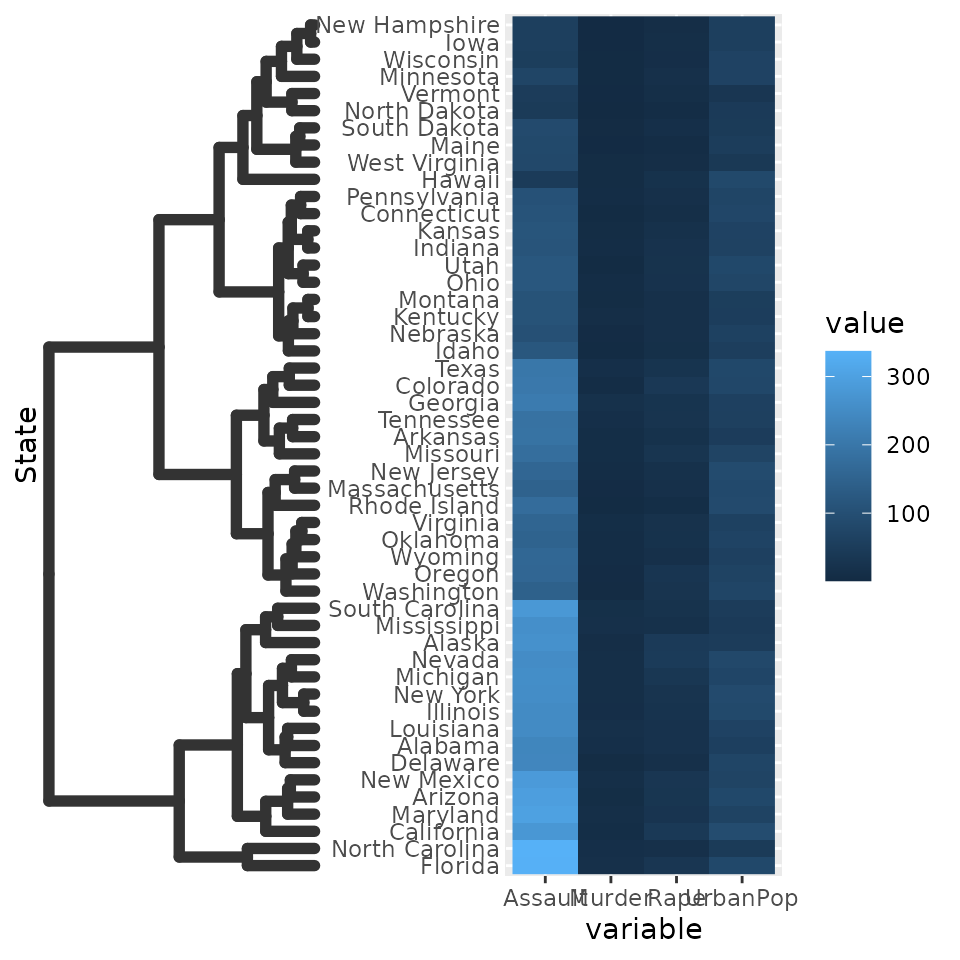 New Hampshire
Iowa
Wisconsin
Minnesota
Vermont
North Dakota
South Dakota
Maine
West Virginia
Hawaii
Pennsylvania
Connecticut
Kansas
Indiana
Utah
Ohio
Montana
Kentucky
Nebraska
Idaho
Texas
Colorado
Georgia
Tennessee
Arkansas
Missouri
New Jersey
Massachusetts
Rhode Island
Virginia
Oklahoma
Wyoming
Oregon
Washington
South Carolina
Mississippi
Alaska
Nevada
Michigan
New York
Illinois
Louisiana
Alabama
Delaware
New Mexico
Arizona
Maryland
California
North Carolina
Florida
State
Assault Murder Rape UrbanPop
variable
value
300
200
100